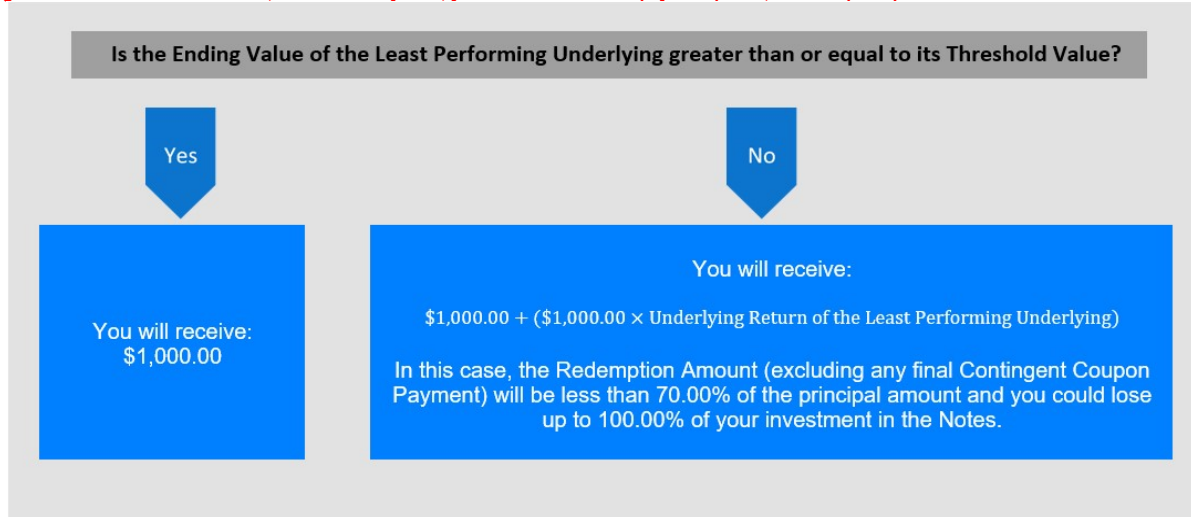 Is the Ending Value of the Least Performing Underlying greater than or equal to its Threshold Value?
Yes
No
You will receive:
$1,000.00
You will receive:
$1,000.00 + ($1,000.00 × Underlying Return of the Least Performing Underlying)
In this case, the Redemption Amount (excluding any final Contingent Coupon
Payment) will be less than 70.00% of the principal amount and you could lose
up to 100.00% of your investment in the Notes.